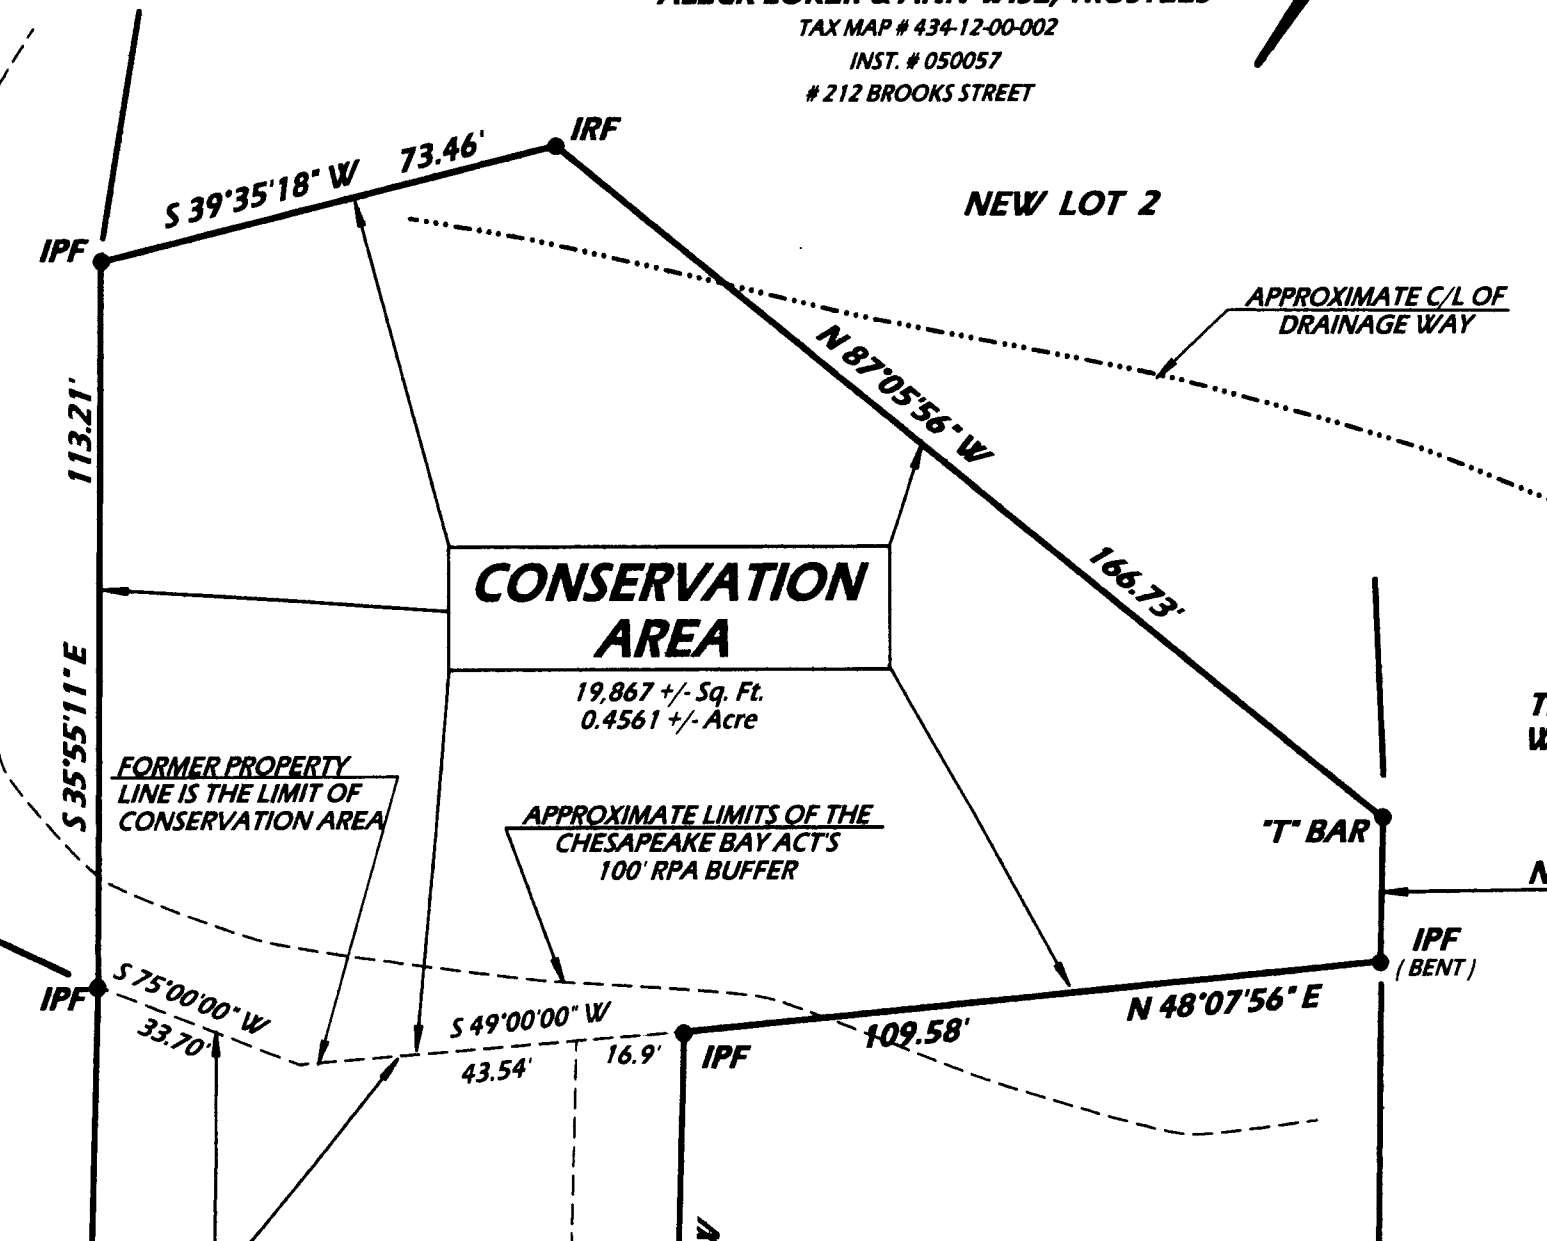 TAX MAP # 434-12-00-002
INST. # 050057
# 212 BROOKS STREET
IRF
S 39°35'18" W 73.46'
NEW LOT 2
IPF
APPROXIMATE C/L OF
DRAINAGE WAY
N 87°05'56" W
166.73'
113.21'
S 35°55'11" E
CONSERVATION
AREA
19,867 +/- Sq. Ft.
0.4561 +/- Acre
FORMER PROPERTY
LINE IS THE LIMIT OF
CONSERVATION AREA
APPROXIMATE LIMITS OF THE
CHESAPEAKE BAY ACT'S
100' RPA BUFFER
"T" BAR
IPF
( BENT )
IPF
S 75°00'00" W
33.70'
S 49°00'00" W
43.54'
16.9'
IPF
109.58'
N 48°07'56" E